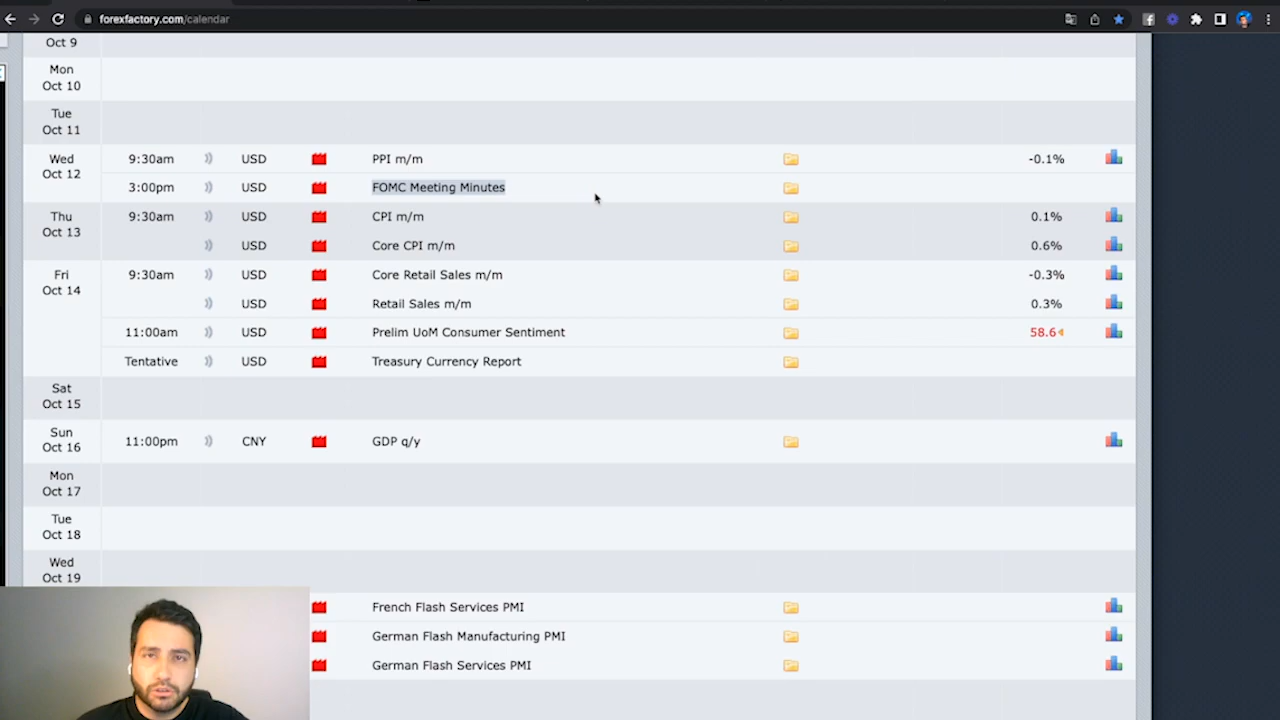 forexfactory.com/calendar
Oct 9
Mon
Oct 10
Tue
Oct 11
Wed
Oct 12
9:30am USD PPI m/m -0.1%
3:00pm USD FOMC Meeting Minutes
Thu
Oct 13
9:30am USD CPI m/m 0.1%
USD Core CPI m/m 0.6%
Fri
Oct 14
9:30am USD Core Retail Sales m/m -0.3%
USD Retail Sales m/m 0.3%
11:00am USD Prelim UoM Consumer Sentiment 58.6
Tentative USD Treasury Currency Report
Sat
Oct 15
Sun
Oct 16
11:00pm CNY GDP q/y
Mon
Oct 17
Tue
Oct 18
Wed
Oct 19
French Flash Services PMI
German Flash Manufacturing PMI
German Flash Services PMI